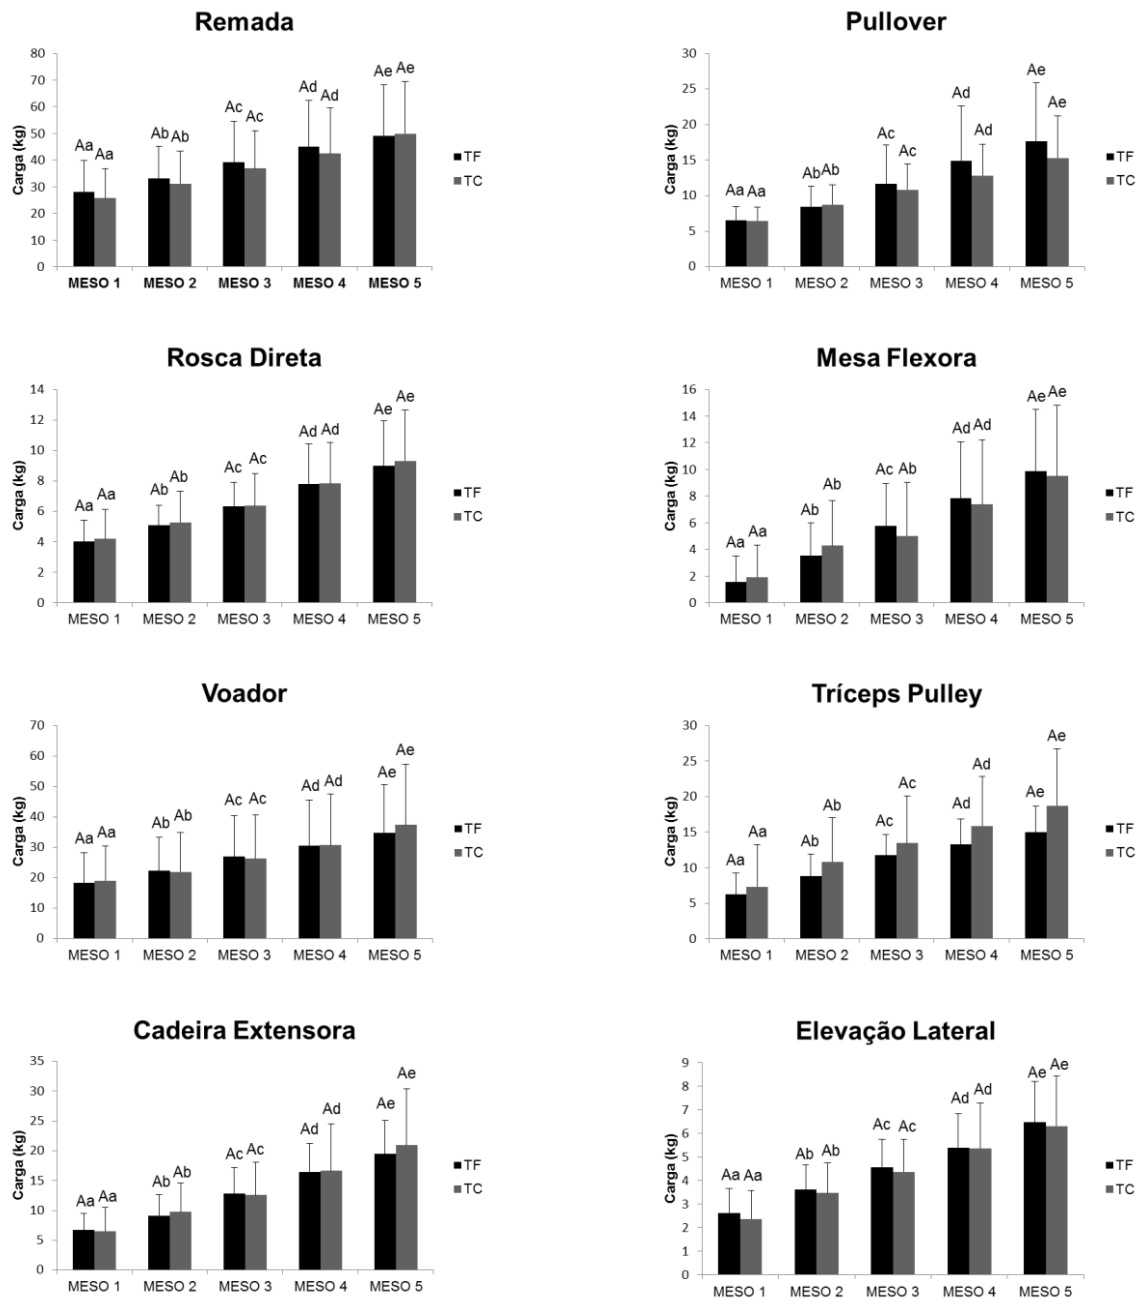 Remada
80
70
60
50
40
30
20
10
0
Carga (kg)
Aa Aa Ab Ab Ac Ac Ad Ad Ae Ae
MESO 1 MESO 2 MESO 3 MESO 4 MESO 5
TF
TC
Pullover
30
25
20
15
10
5
0
Carga (kg)
Aa Aa Ab Ab Ac Ac Ad Ad Ae Ae
MESO 1 MESO 2 MESO 3 MESO 4 MESO 5
TF
TC
Rosca Direta
14
12
10
8
6
4
2
0
Carga (kg)
Aa Aa Ab Ab Ac Ac Ad Ad Ae Ae
MESO 1 MESO 2 MESO 3 MESO 4 MESO 5
TF
TC
Mesa Flexora
16
14
12
10
8
6
4
2
0
Carga (kg)
Aa Aa Ab Ab Ac Ab Ad Ad Ae Ae
MESO 1 MESO 2 MESO 3 MESO 4 MESO 5
TF
TC
Voador
70
60
50
40
30
20
10
0
Carga (kg)
Aa Aa Ab Ab Ac Ac Ad Ad Ae Ae
MESO 1 MESO 2 MESO 3 MESO 4 MESO 5
TF
TC
Tríceps Pulley
30
25
20
15
10
5
0
Carga (kg)
Aa Aa Ab Ab Ac Ac Ad Ad Ae Ae
MESO 1 MESO 2 MESO 3 MESO 4 MESO 5
TF
TC
Cadeira Extensora
35
30
25
20
15
10
5
0
Carga (kg)
Aa Aa Ab Ab Ac Ac Ad Ad Ae Ae
MESO 1 MESO 2 MESO 3 MESO 4 MESO 5
TF
TC
Elevação Lateral
9
8
7
6
5
4
3
2
1
0
Carga (kg)
Aa Aa Ab Ab Ac Ac Ad Ad Ae Ae
MESO 1 MESO 2 MESO 3 MESO 4 MESO 5
TF
TC